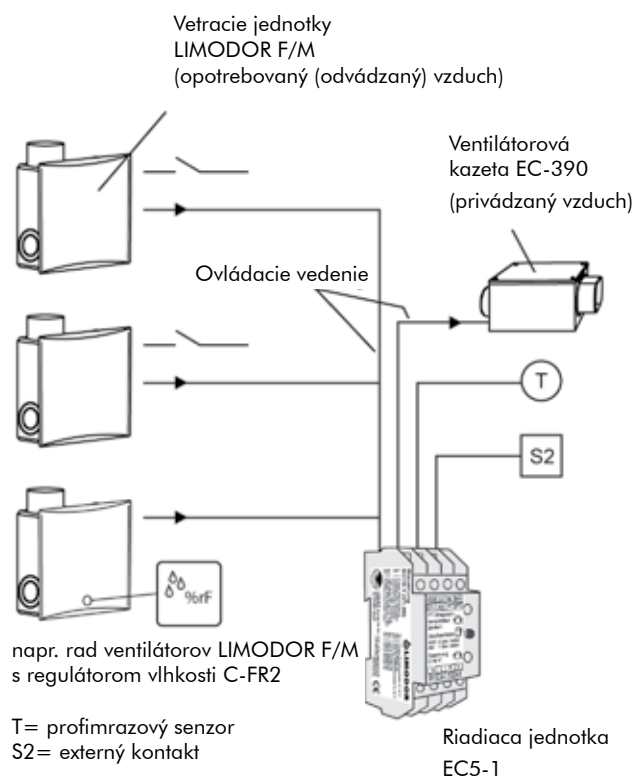 Vetracie jednotky
LIMODOR F/M
(opotrebovaný (odvádzaný) vzduch)
Ventilátorová
kazeta EC-390
(privádzaný vzduch)
Ovládacie vedenie
T
S2
%rF
LIMODOR
napr. rad ventilátorov LIMODOR F/M
s regulátorom vlhkosti C-FR2
T= profimrazový senzor
S2= externý kontakt
Riadiaca jednotka
EC5-1